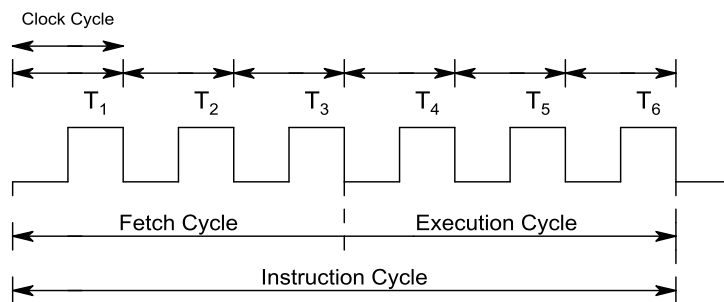 Clock Cycle
T1 T2 T3 T4 T5 T6
Fetch Cycle Execution Cycle
Instruction Cycle